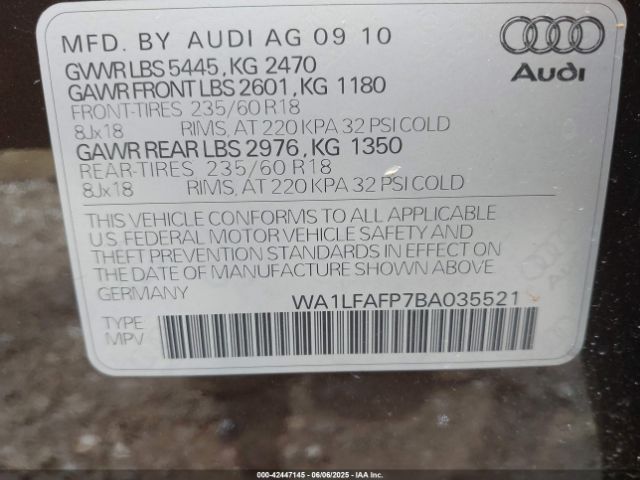 MFD. BY AUDI AG 09 10
Audi
GVWR LBS 5445, KG 2470
GAWR FRONT LBS 2601, KG 1180
FRONT-TIRES 235/60 R18
8Jx18 RIMS, AT 220 KPA 32 PSI COLD
GAWR REAR LBS 2976, KG 1350
REAR-TIRES 235/60 R18
8Jx18 RIMS, AT 220 KPA 32 PSI COLD
THIS VEHICLE CONFORMS TO ALL APPLICABLE
U.S. FEDERAL MOTOR VEHICLE SAFETY AND
THEFT PREVENTION STANDARDS IN EFFECT ON
THE DATE OF MANUFACTURE SHOWN ABOVE
GERMANY WA1LFAFP7BA035521
TYPE
MPV
000-42447145 - 06/06/2025 - IAA Inc.